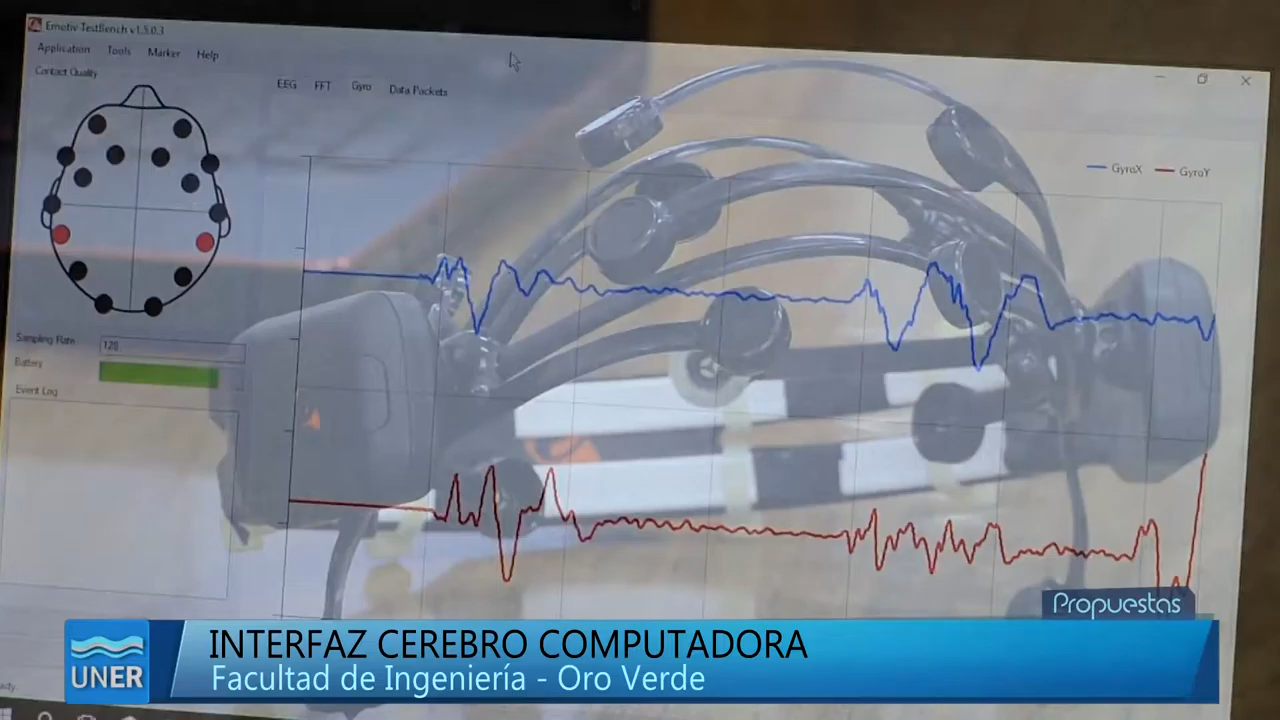 Emotiv TestBench v1.5.0.3
Application Tools Marker Help
Contact Quality
EEG FFT Gyro Data Packets
GyroX GyroY
Sampling Rate 128
Battery
Event Log
Propuestas
INTERFAZ CEREBRO COMPUTADORA
Facultad de Ingeniería - Oro Verde
UNER